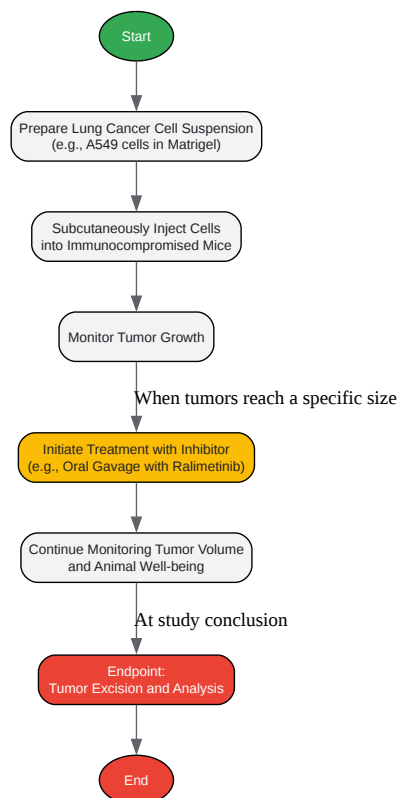 Start
Prepare Lung Cancer Cell Suspension
(e.g., A549 cells in Matrigel)
Subcutaneously Inject Cells
into Immunocompromised Mice
Monitor Tumor Growth
When tumors reach a specific size
Initiate Treatment with Inhibitor
(e.g., Oral Gavage with Ralimetinib)
Continue Monitoring Tumor Volume
and Animal Well-being
At study conclusion
Endpoint:
Tumor Excision and Analysis
End